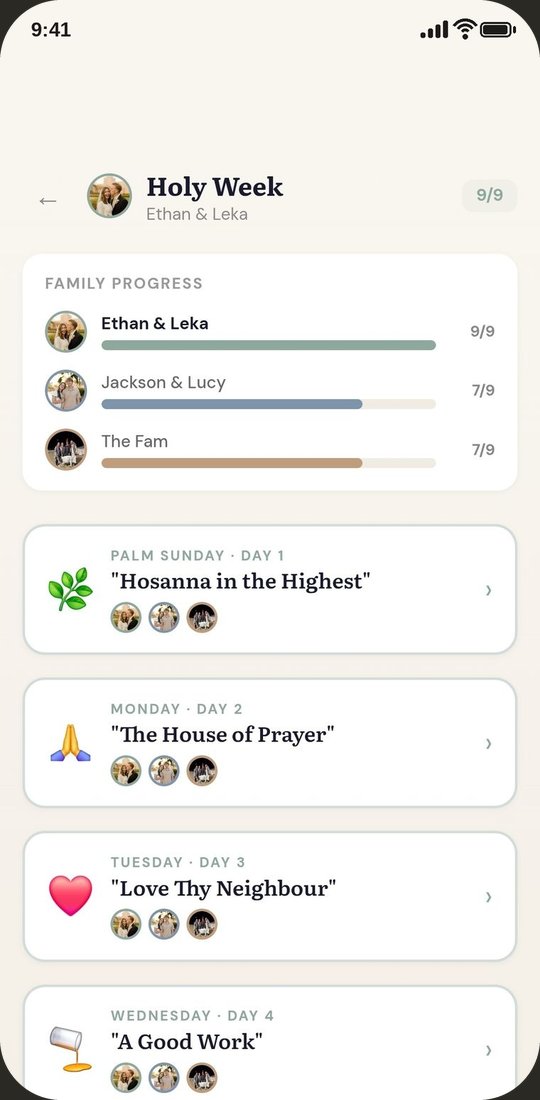 9:41
←
Holy Week
Ethan & Leka
9/9
FAMILY PROGRESS
Ethan & Leka
9/9
Jackson & Lucy
7/9
The Fam
7/9
PALM SUNDAY · DAY 1
"Hosanna in the Highest"
›
MONDAY · DAY 2
"The House of Prayer"
›
TUESDAY · DAY 3
"Love Thy Neighbour"
›
WEDNESDAY · DAY 4
"A Good Work"
›